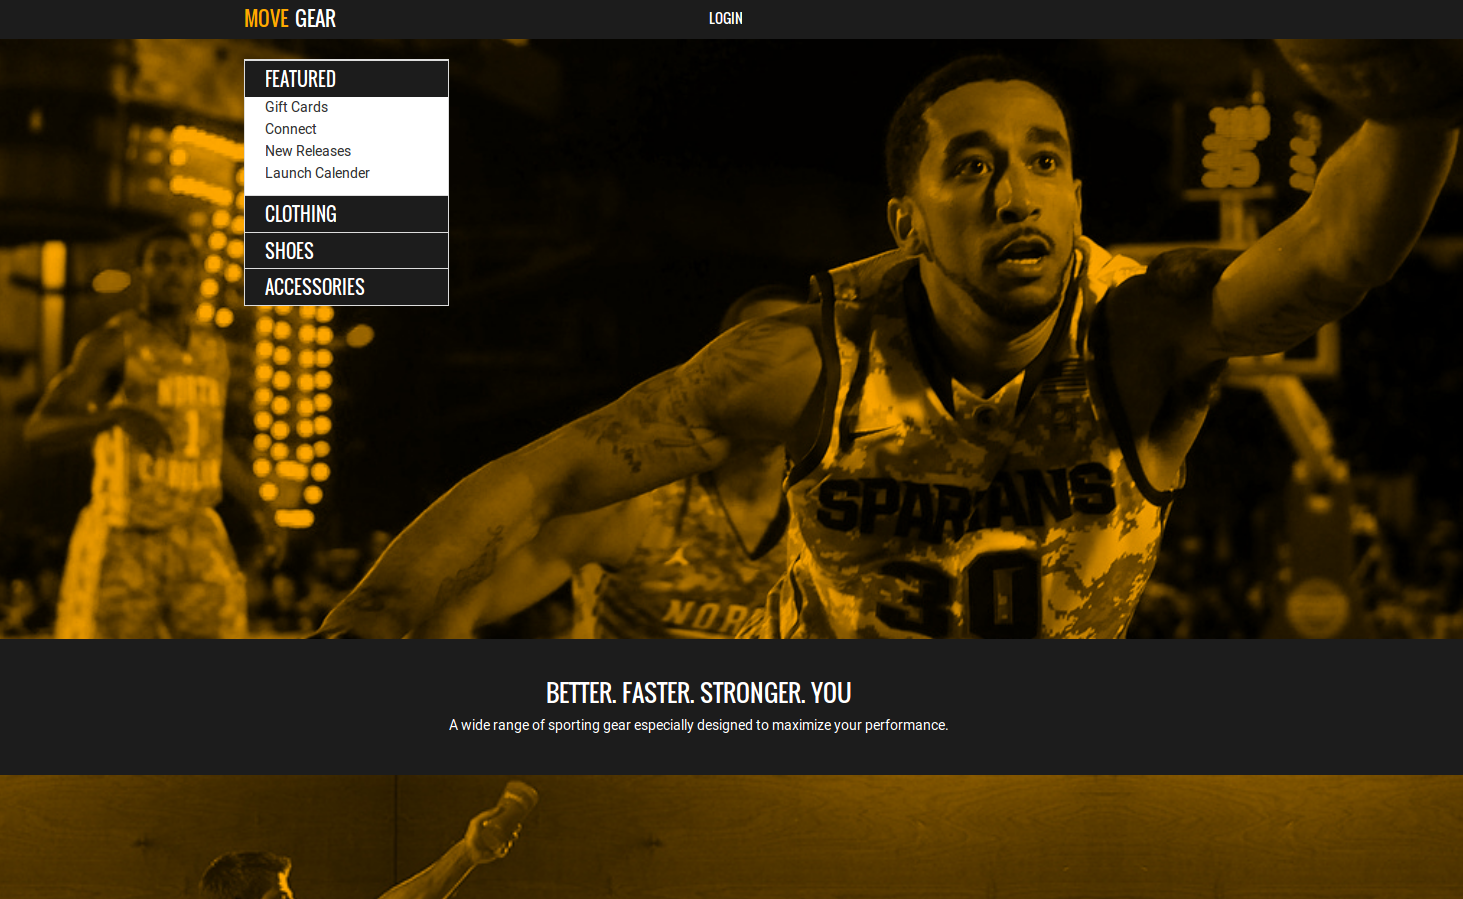 MOVE GEAR
LOGIN
FEATURED
Gift Cards
Connect
New Releases
Launch Calender
CLOTHING
SHOES
ACCESSORIES
NORTH
1
CAROLINA
SPARTANS
30
NOR
BETTER. FASTER. STRONGER. YOU
A wide range of sporting gear especially designed to maximize your performance.